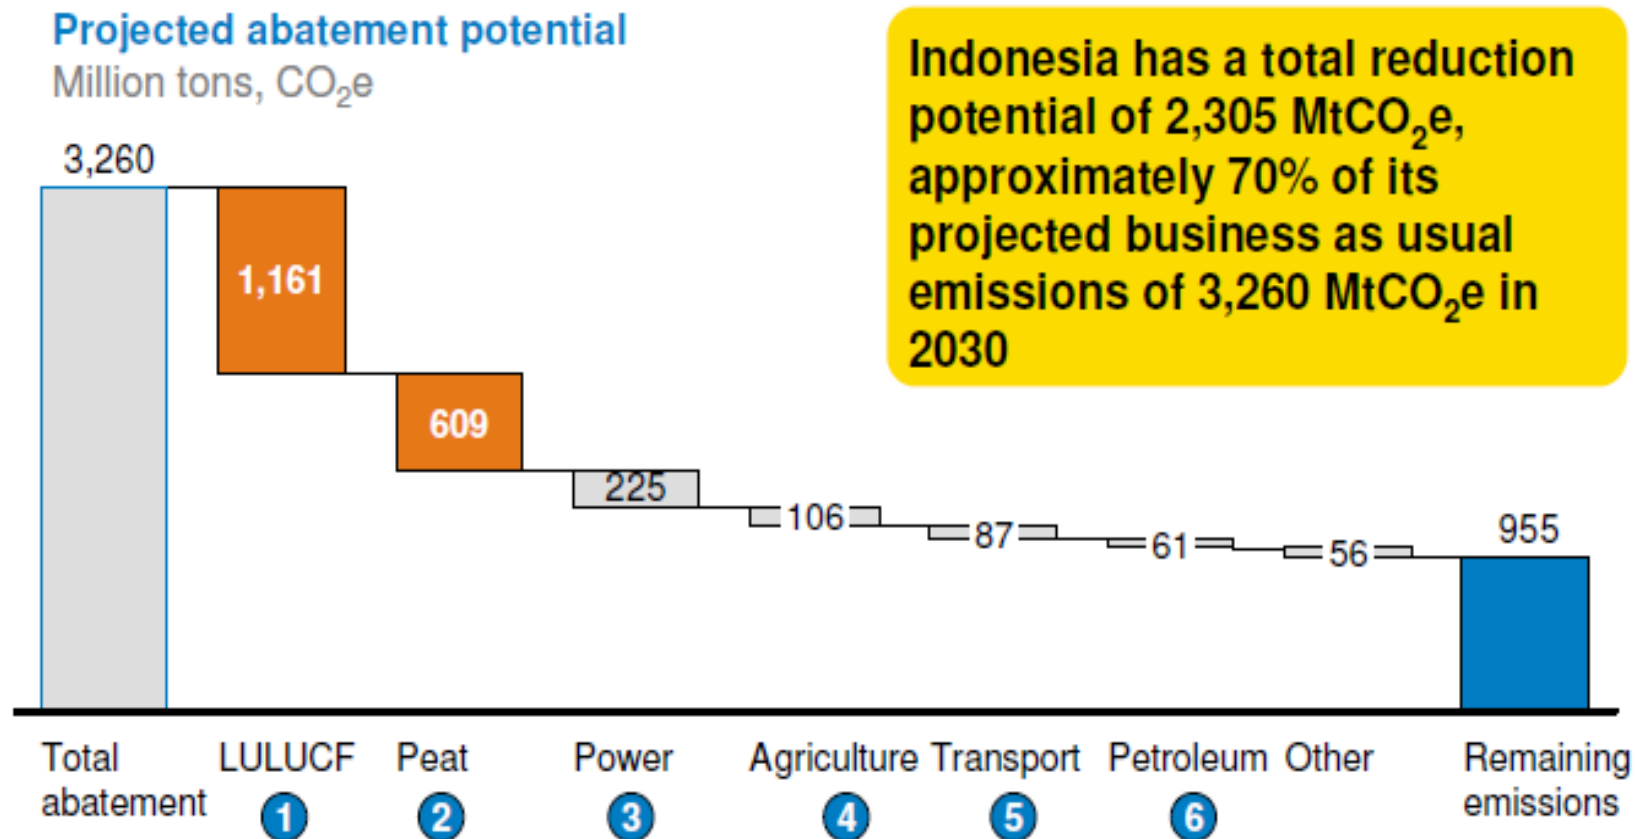 Projected abatement potential
Million tons, CO₂e
Indonesia has a total reduction
potential of 2,305 MtCO₂e,
approximately 70% of its
projected business as usual
emissions of 3,260 MtCO₂e in
2030
3,260
1,161
609
225
106
87
61
56
955
Total
abatement
LULUCF
Peat
Power
Agriculture
Transport
Petroleum
Other
Remaining
emissions
1
2
3
4
5
6